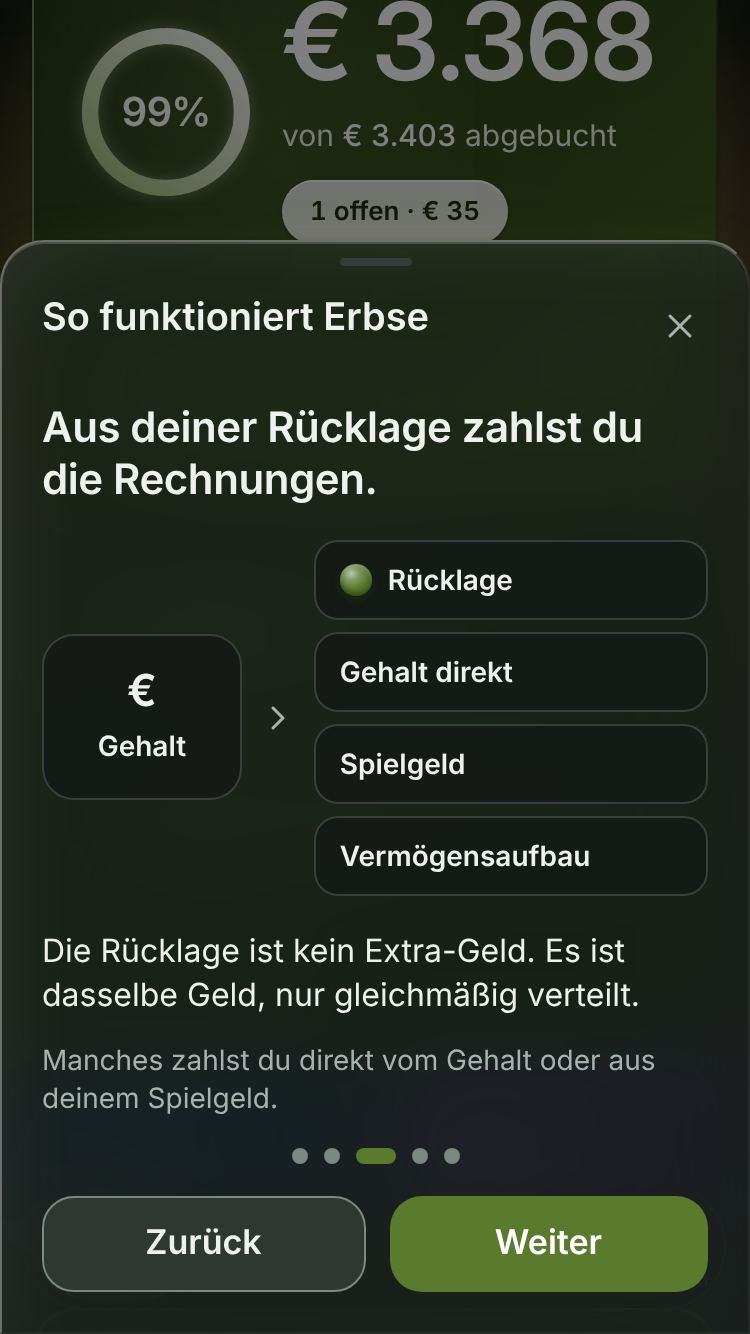 € 3.368
99%
von € 3.403 abgebucht
1 offen · € 35
So funktioniert Erbse
Aus deiner Rücklage zahlst du
die Rechnungen.
Rücklage
Gehalt direkt
€
Gehalt
Spielgeld
Vermögensaufbau
Die Rücklage ist kein Extra-Geld. Es ist
dasselbe Geld, nur gleichmäßig verteilt.
Manches zahlst du direkt vom Gehalt oder aus
deinem Spielgeld.
Zurück
Weiter